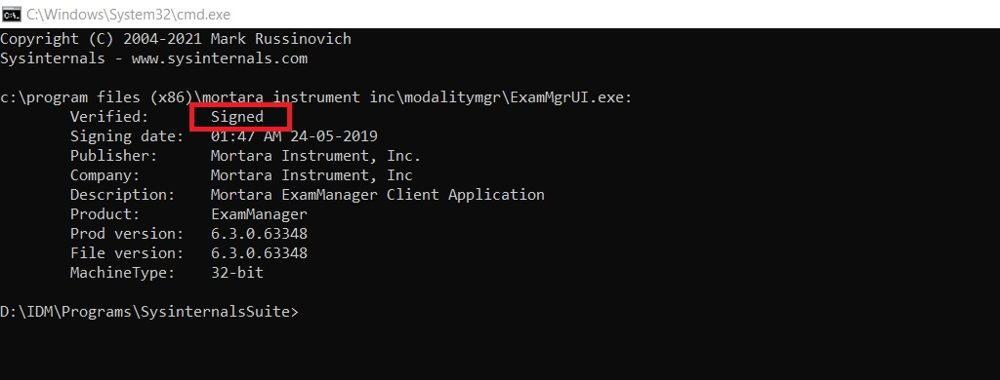 C:\Windows\System32\cmd.exe
Copyright (C) 2004-2021 Mark Russinovich
Sysinternals - www.sysinternals.com
c:\program files (x86)\mortara instrument inc\modalitymgr\ExamMgrUI.exe:
Verified: Signed
Signing date: 01:47 AM 24-05-2019
Publisher: Mortara Instrument, Inc.
Company: Mortara Instrument, Inc
Description: Mortara ExamManager Client Application
Product: ExamManager
Prod version: 6.3.0.63348
File version: 6.3.0.63348
MachineType: 32-bit
D:\IDM\Programs\SysinternalsSuite>